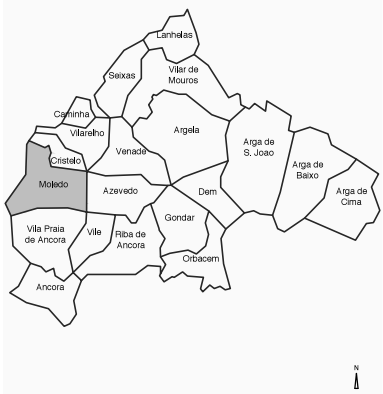 Lanhelas
Seixas
Vilar de
Mouros
Caminha
Vilarelho
Argela
Venade
Arga de
S. Joao
Cristelo
Arga de
Baixo
Moledo
Azevedo
Dem
Arga de
Cima
Gondar
Vila Praia
de Ancora
Vile
Riba de
Ancora
Orbacem
Ancora
N